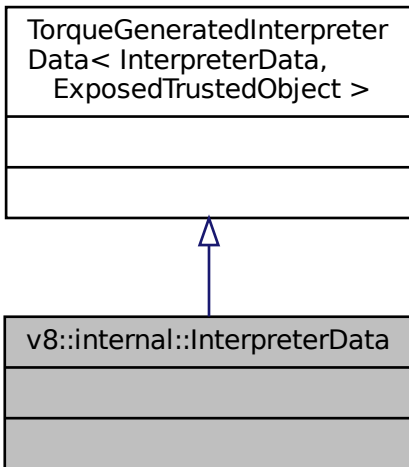 TorqueGeneratedInterpreter
Data< InterpreterData,
ExposedTrustedObject >
v8::internal::InterpreterData